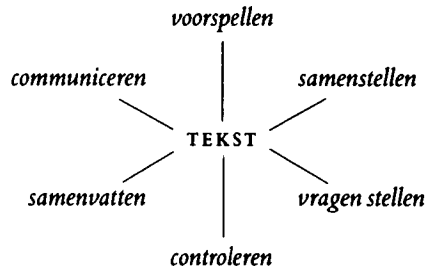 voorspellen
communiceren
samenstellen
TEKST
samenvatten
vragen stellen
controleren